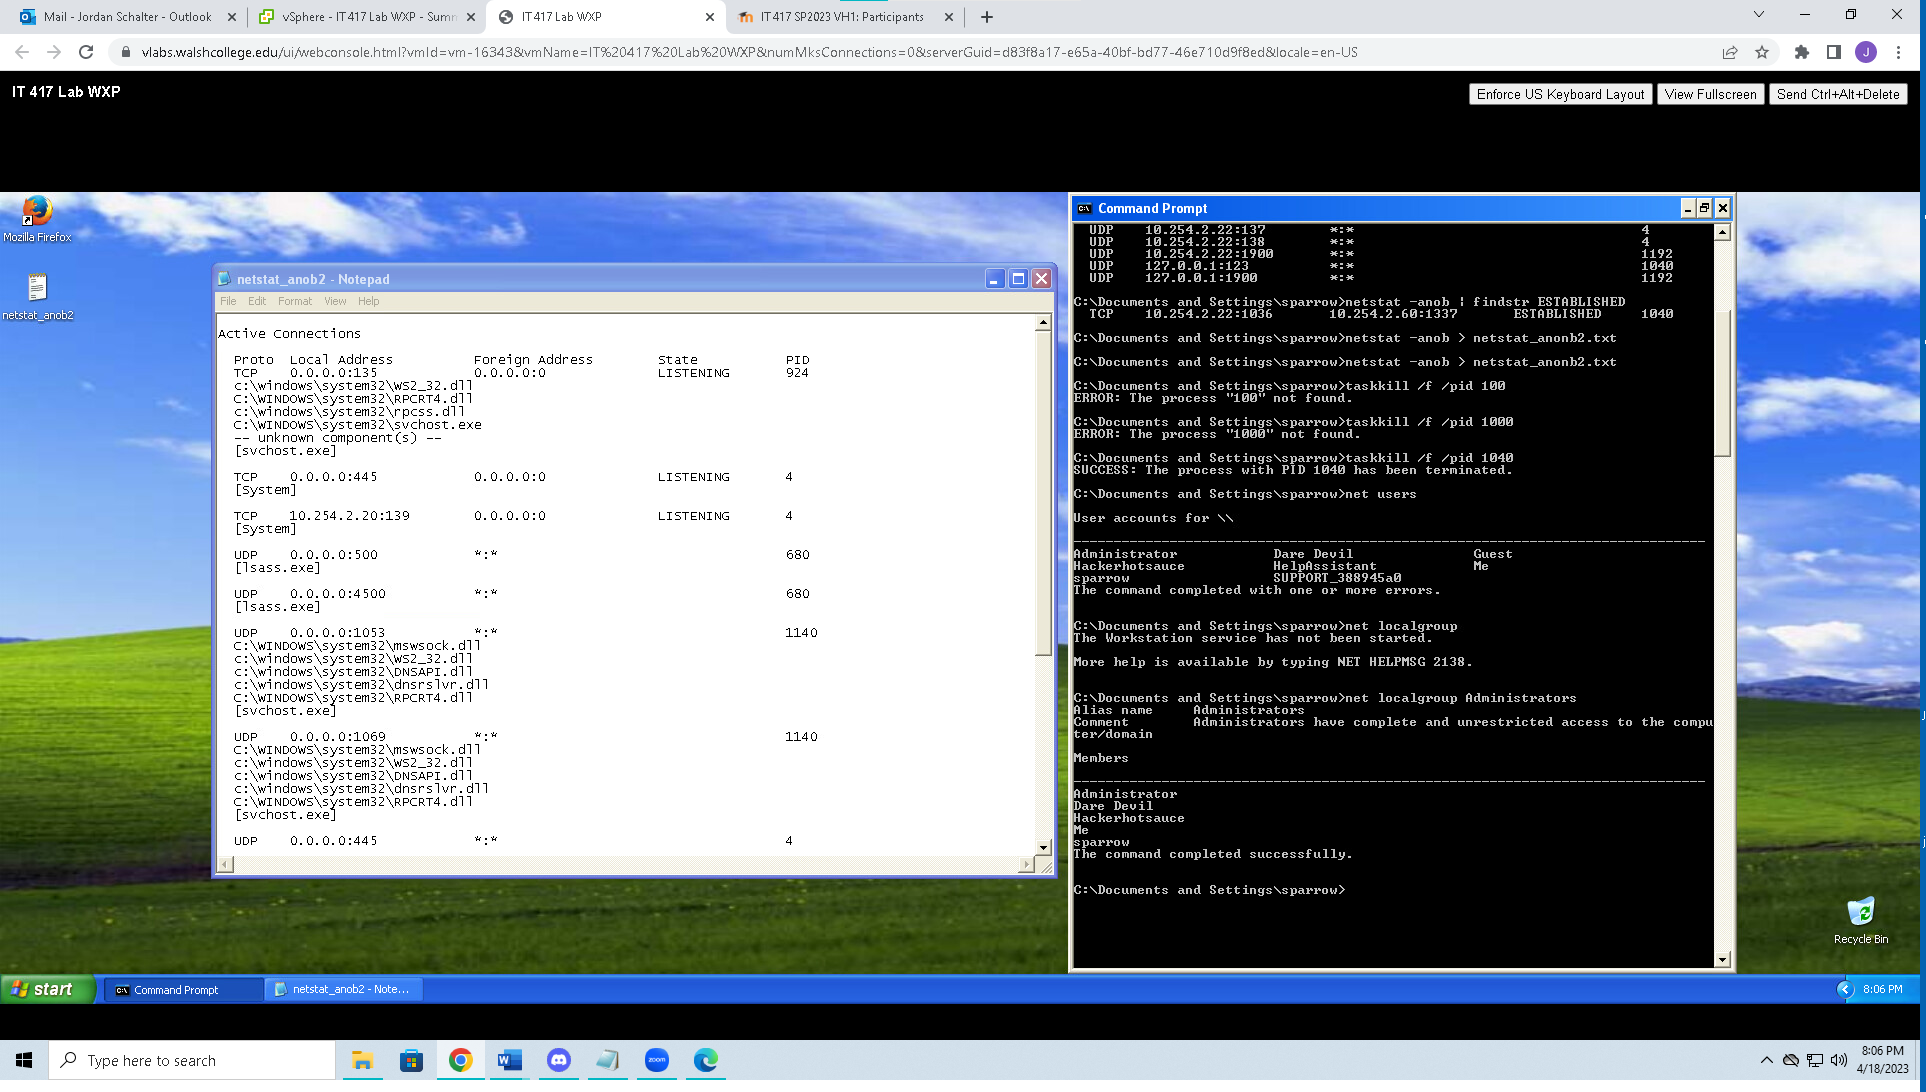 Mail - Jordan Schalter - Outlook
vSphere - IT417 Lab WXP - Summ
IT417 Lab WXP
IT417 SP2023 VH1: Participants
vlabs.walshcollege.edu/ui/webconsole.html?vmId=vm-16343&vmName=IT%20417%20Lab%20WXP&numMksConnections=0&serverGuid=d83f8a17-e65a-40bf-bd77-46e710d9f8ed&locale=en-US
J
IT 417 Lab WXP
Enforce US Keyboard Layout
View Fullscreen
Send Ctrl+Alt+Delete
Mozilla Firefox
netstat_anob2
netstat_anob2 - Notepad
File Edit Format View Help
Active Connections
Proto Local Address Foreign Address State PID
TCP 0.0.0.0:135 0.0.0.0:0 LISTENING 924
c:\windows\system32\WS2_32.dll
C:\WINDOWS\system32\RPCRT4.dll
c:\windows\system32\rpcss.dll
C:\WINDOWS\system32\svchost.exe
-- unknown component(s) --
[svchost.exe]
TCP 0.0.0.0:445 0.0.0.0:0 LISTENING 4
[System]
TCP 10.254.2.20:139 0.0.0.0:0 LISTENING 4
[System]
UDP 0.0.0.0:500 *:* 680
[lsass.exe]
UDP 0.0.0.0:4500 *:* 680
[lsass.exe]
UDP 0.0.0.0:1053 *:* 1140
C:\WINDOWS\system32\mswsock.dll
c:\windows\system32\WS2_32.dll
c:\windows\system32\DNSAPI.dll
c:\windows\system32\dnsrslvr.dll
C:\WINDOWS\system32\RPCRT4.dll
[svchost.exe]
UDP 0.0.0.0:1069 *:* 1140
C:\WINDOWS\system32\mswsock.dll
c:\windows\system32\WS2_32.dll
c:\windows\system32\DNSAPI.dll
c:\windows\system32\dnsrslvr.dll
C:\WINDOWS\system32\RPCRT4.dll
[svchost.exe]
UDP 0.0.0.0:445 *:* 4
Command Prompt
UDP 10.254.2.22:137 *:* 4
UDP 10.254.2.22:138 *:* 4
UDP 10.254.2.22:1900 *:* 1192
UDP 127.0.0.1:123 *:* 1040
UDP 127.0.0.1:1900 *:* 1192
C:\Documents and Settings\sparrow>netstat -anob | findstr ESTABLISHED
TCP 10.254.2.22:1036 10.254.2.60:1337 ESTABLISHED 1040
C:\Documents and Settings\sparrow>netstat -anob > netstat_anonb2.txt
C:\Documents and Settings\sparrow>netstat -anob > netstat_anonb2.txt
C:\Documents and Settings\sparrow>taskkill /f /pid 100
ERROR: The process "100" not found.
C:\Documents and Settings\sparrow>taskkill /f /pid 1000
ERROR: The process "1000" not found.
C:\Documents and Settings\sparrow>taskkill /f /pid 1040
SUCCESS: The process with PID 1040 has been terminated.
C:\Documents and Settings\sparrow>net users
User accounts for \\
-------------------------------------------------------------------------------
Administrator Dare Devil Guest
Hackerhotsauce HelpAssistant Me
sparrow SUPPORT_388945a0
The command completed with one or more errors.
C:\Documents and Settings\sparrow>net localgroup
The Workstation service has not been started.
More help is available by typing NET HELPMSG 2138.
C:\Documents and Settings\sparrow>net localgroup Administrators
Alias name Administrators
Comment Administrators have complete and unrestricted access to the compu
ter/domain
Members
-------------------------------------------------------------------------------
Administrator
Dare Devil
Hackerhotsauce
Me
sparrow
The command completed successfully.
C:\Documents and Settings\sparrow>
Recycle Bin
start
Command Prompt
netstat_anob2 - Note...
8:06 PM
Type here to search
zoom
8:06 PM
4/18/2023